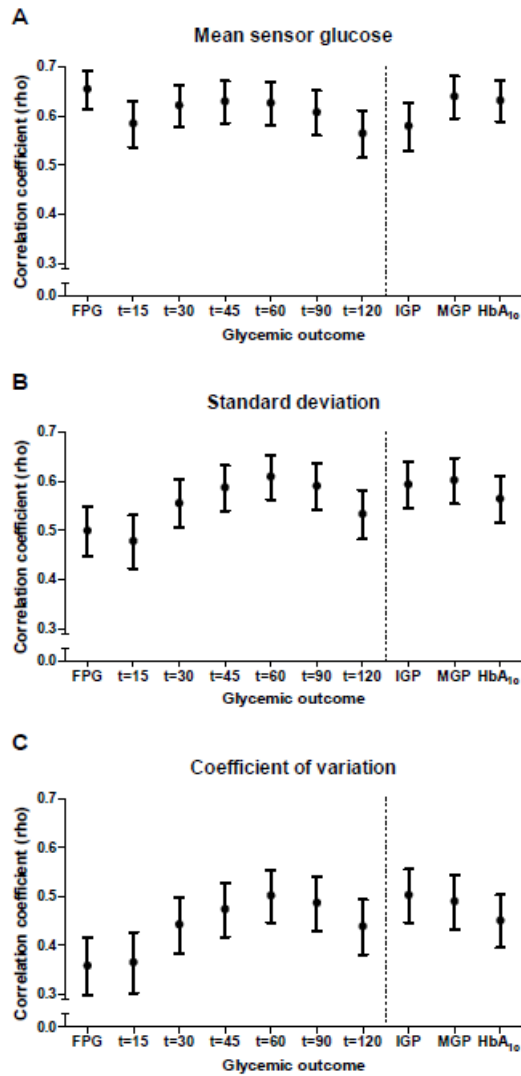 A
Mean sensor glucose
Correlation coefficient (rho)
0.7
0.6
0.5
0.4
0.3
0.0
FPG t=15 t=30 t=45 t=60 t=90 t=120 IGP MGP HbA1c
Glycemic outcome
B
Standard deviation
Correlation coefficient (rho)
0.7
0.6
0.5
0.4
0.3
0.0
FPG t=15 t=30 t=45 t=60 t=90 t=120 IGP MGP HbA1c
Glycemic outcome
C
Coefficient of variation
Correlation coefficient (rho)
0.7
0.6
0.5
0.4
0.3
0.0
FPG t=15 t=30 t=45 t=60 t=90 t=120 IGP MGP HbA1c
Glycemic outcome